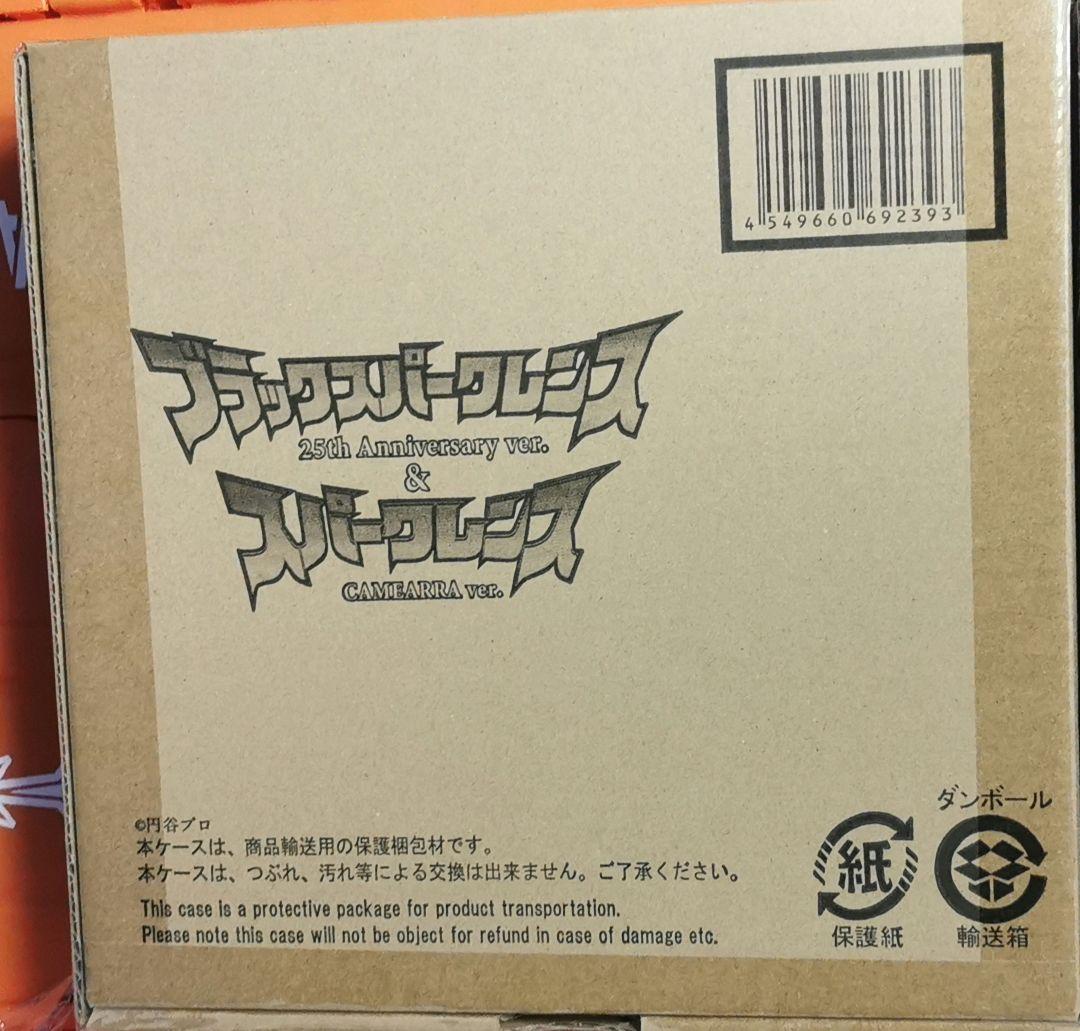 4 549660 692393
ブラックスパークレンス
25th Anniversary ver.
&
スパークレンス
CAMEARRA ver.
©円谷プロ
本ケースは、商品輸送用の保護梱包材です。
本ケースは、つぶれ、汚れ等による交換は出来ません。ご了承ください。
This case is a protective package for product transportation.
Please note this case will not be object for refund in case of damage etc.
紙
保護紙
ダンボール
輸送箱